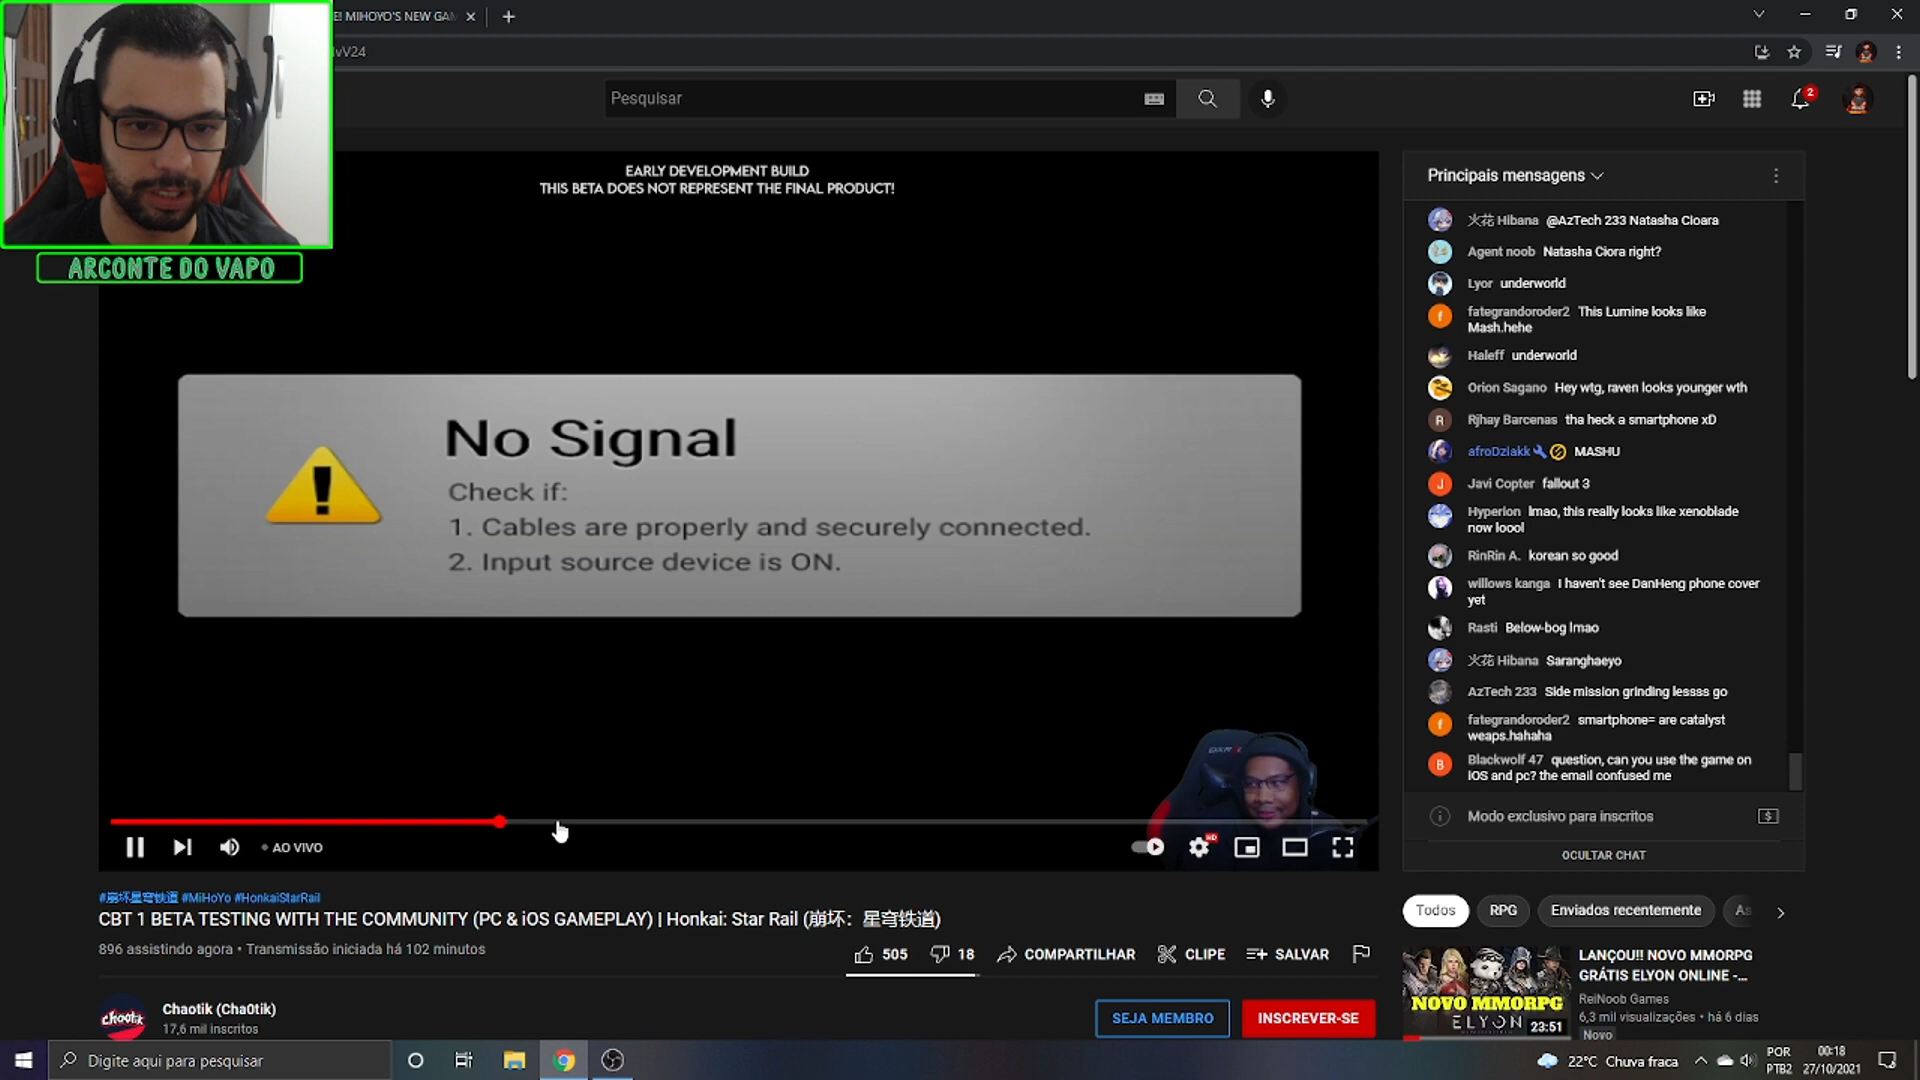 E! MIHOYO'S NEW GA
vV24
Pesquisar
2
ARCONTE DO VAPO
EARLY DEVELOPMENT BUILD
THIS BETA DOES NOT REPRESENT THE FINAL PRODUCT!
No Signal
Check if:
1. Cables are properly and securely connected.
2. Input source device is ON.
AO VIVO
HD
#崩坏星穹铁道 #MiHoYo #HonkaiStarRail
CBT 1 BETA TESTING WITH THE COMMUNITY (PC & iOS GAMEPLAY) | Honkai: Star Rail (崩坏：星穹铁道)
896 assistindo agora • Transmissão iniciada há 102 minutos
505
18
COMPARTILHAR
CLIPE
SALVAR
chaotik
Chaotik (Cha0tik)
17,6 mil inscritos
SEJA MEMBRO
INSCREVER-SE
Principais mensagens
火花 Hibana @AzTech 233 Natasha Cioara
Agent noob Natasha Ciora right?
Lyor underworld
fategrandoroder2 This Lumine looks like
Mash.hehe
Haleff underworld
Orion Sagano Hey wtg, raven looks younger wth
Rjhay Barcenas tha heck a smartphone xD
afroDziakk MASHU
Javi Copter fallout 3
Hyperion lmao, this really looks like xenoblade
now loool
RinRin A. korean so good
willows kanga I haven't see DanHeng phone cover
yet
Rasti Below-bog lmao
火花 Hibana Saranghaeyo
AzTech 233 Side mission grinding lessss go
fategrandoroder2 smartphone= are catalyst
weaps.hahaha
Blackwolf 47 question, can you use the game on
iOS and pc? the email confused me
Modo exclusivo para inscritos
OCULTAR CHAT
Todos
RPG
Enviados recentemente
As
NOVO MMORPG
ELYON
23:51
LANÇOU!! NOVO MMORPG
GRÁTIS ELYON ONLINE -...
ReiNoob Games
6,3 mil visualizações • há 6 dias
Novo
Digite aqui para pesquisar
22°C Chuva fraca
POR
PTB2
00:18
27/10/2021